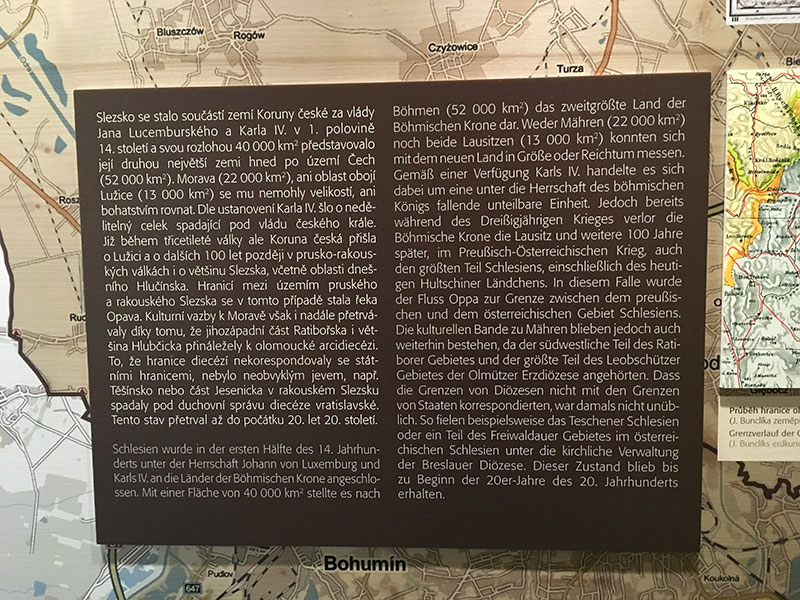 Bluszczów
Rogów
Czyżowice
Turza
Slezsko se stalo součástí zemí Koruny české za vlády
Jana Lucemburského a Karla IV. v 1. polovině
14. století a svou rozlohou 40 000 km² představovalo
její druhou největší zemi hned po území Čech
(52 000 km²). Morava (22 000 km²), ani oblast obojí
Lužice (13 000 km²) se mu nemohly velikostí, ani
bohatstvím rovnat. Dle ustanovení Karla IV. šlo o nedě-
litelný celek spadající pod vládu českého krále.
Již během třicetileté války ale Koruna česká přišla
o Lužici a o dalších 100 let později v prusko-rakous-
kých válkách i o většinu Slezska, včetně oblasti dneš-
ního Hlučínska. Hranicí mezi územím pruského
a rakouského Slezska se v tomto případě stala řeka
Opava. Kulturní vazby k Moravě však i nadále přetrvá-
valy díky tomu, že jihozápadní část Ratibořska i vět-
šina Hlubčicka přináležely k olomoucké arcidiecézi.
To, že hranice diecézí nekorespondovaly se stát-
ními hranicemi, nebylo neobvyklým jevem, např.
Těšínsko nebo část Jesenicka v rakouském Slezsku
spadaly pod duchovní správu diecéze vratislavské.
Tento stav přetrval až do počátku 20. let 20. století.
Schlesien wurde in der ersten Hälfte des 14. Jahrhun-
derts unter der Herrschaft Johann von Luxemburg und
Karls IV. an die Länder der Böhmischen Krone angeschlo-
ssen. Mit einer Fläche von 40 000 km² stellte es nach
Böhmen (52 000 km²) das zweitgrößte Land der
Böhmischen Krone dar. Weder Mähren (22 000 km²)
noch beide Lausitzen (13 000 km²) konnten sich
mit dem neuen Land in Größe oder Reichtum messen.
Gemäß einer Verfügung Karls IV. handelte es sich
dabei um eine unter die Herrschaft des böhmischen
Königs fallende unteilbare Einheit. Jedoch bereits
während des Dreißigjährigen Krieges verlor die
Böhmische Krone die Lausitz und weitere 100 Jahre
später, im Preußisch-Österreichischen Krieg, auch
den größten Teil Schlesiens, einschließlich des heuti-
gen Hultschiner Ländchens. In diesem Falle wurde
der Fluss Oppa zur Grenze zwischen dem preußis-
chen und dem österreichischen Gebiet Schlesiens.
Die kulturellen Bande zu Mähren blieben jedoch auch
weiterhin bestehen, da der südwestliche Teil des Rati-
borer Gebietes und der größte Teil des Leobschützer
Gebietes der Olmützer Erzdiözese angehörten. Dass
die Grenzen von Diözesen nicht mit den Grenzen
von Staaten korrespondierten, war damals nicht unüb-
lich. So fielen beispielsweise das Teschener Schlesien
oder ein Teil des Freiwaldauer Gebietes im österrei-
chischen Schlesien unter die kirchliche Verwaltung
der Breslauer Diözese. Dieser Zustand blieb bis
zu Beginn der 20er-Jahre des 20. Jahrhunderts
erhalten.
Průběh hranice
(J. Bunclíka
Grenzverlauf der
(J. Bunclíks
Bohumín
Pudlov
647
Koukolná